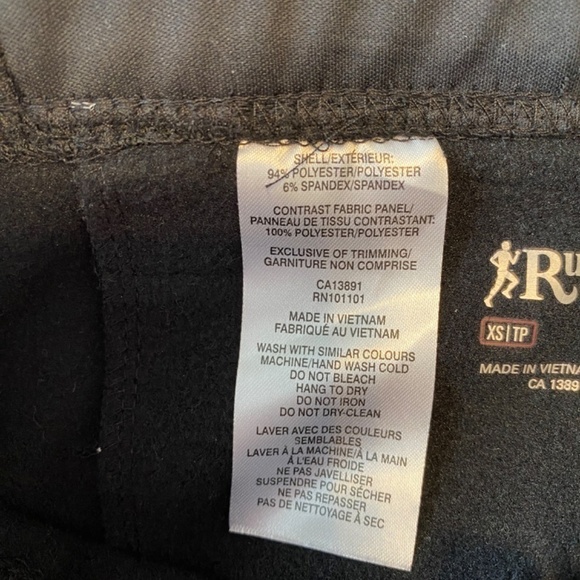 SHELL/EXTÉRIEUR:
94% POLYESTER/POLYESTER
6% SPANDEX/SPANDEX
CONTRAST FABRIC PANEL/
PANNEAU DE TISSU CONTRASTANT:
100% POLYESTER/POLYESTER
EXCLUSIVE OF TRIMMING/
GARNITURE NON COMPRISE
CA13891
RN101101
MADE IN VIETNAM
FABRIQUÉ AU VIETNAM
WASH WITH SIMILAR COLOURS
MACHINE/HAND WASH COLD
DO NOT BLEACH
HANG TO DRY
DO NOT IRON
DO NOT DRY-CLEAN
LAVER AVEC DES COULEURS
SEMBLABLES
LAVER À LA MACHINE/À LA MAIN
À L'EAU FROIDE
NE PAS JAVELLISER
SUSPENDRE POUR SÉCHER
NE PAS REPASSER
PAS DE NETTOYAGE À SEC
Ru
XS|TP
MADE IN VIETNA
CA 1389